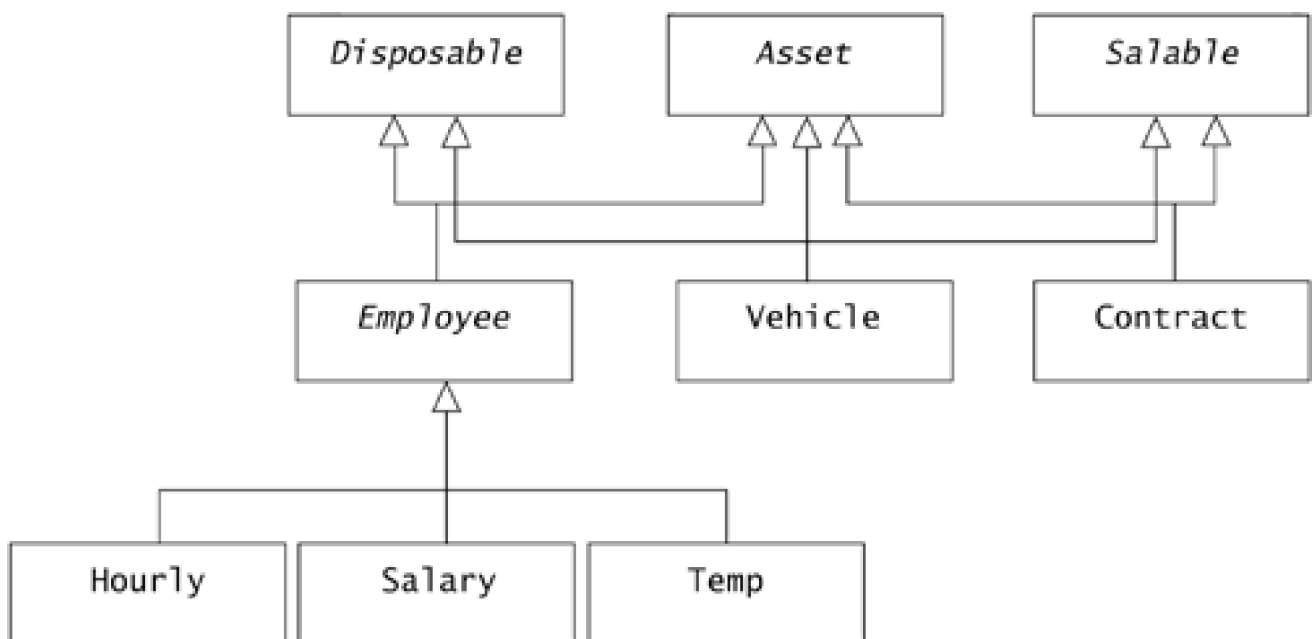 Disposable
Asset
Salable
Employee
Vehicle
Contract
Hourly
Salary
Temp